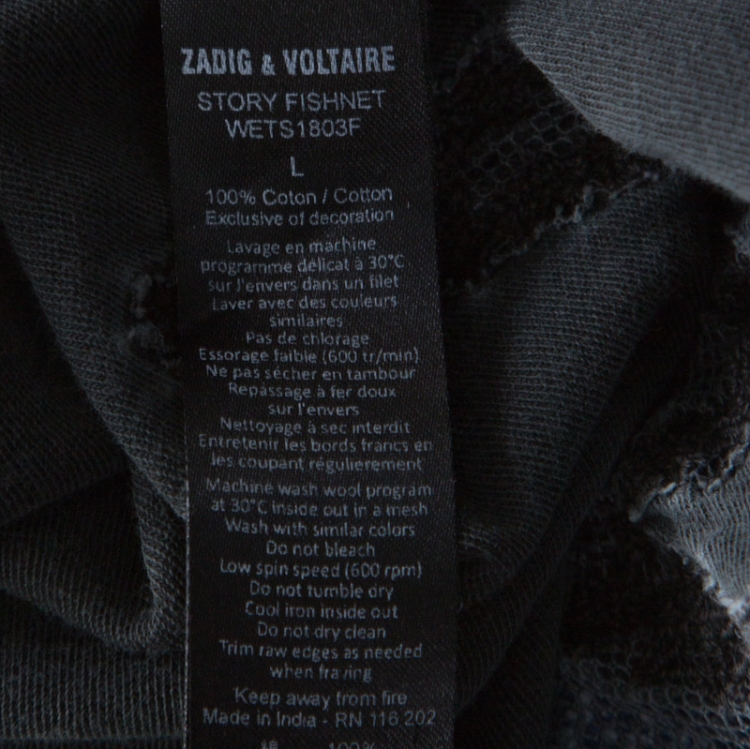 ZADIG & VOLTAIRE
STORY FISHNET
WETS1803F
L
100% Coton / Cotton
Exclusive of decoration
Lavage en machine
programme délicat à 30°C
sur l'envers dans un filet
Laver avec des couleurs
similaires
Pas de chlorage
Essorage faible (600 tr/min)
Ne pas sécher en tambour
Repassage à fer doux
sur l'envers
Nettoyage à sec interdit
Entretenir les bords francs en
les coupant régulierement
Machine wash wool program
at 30°C inside out in a mesh
Wash with similar colors
Do not bleach
Low spin speed (600 rpm)
Do not tumble dry
Cool iron inside out
Do not dry clean
Trim raw edges as needed
when fraying
Keep away from fire
Made in India - RN 116 202
100%